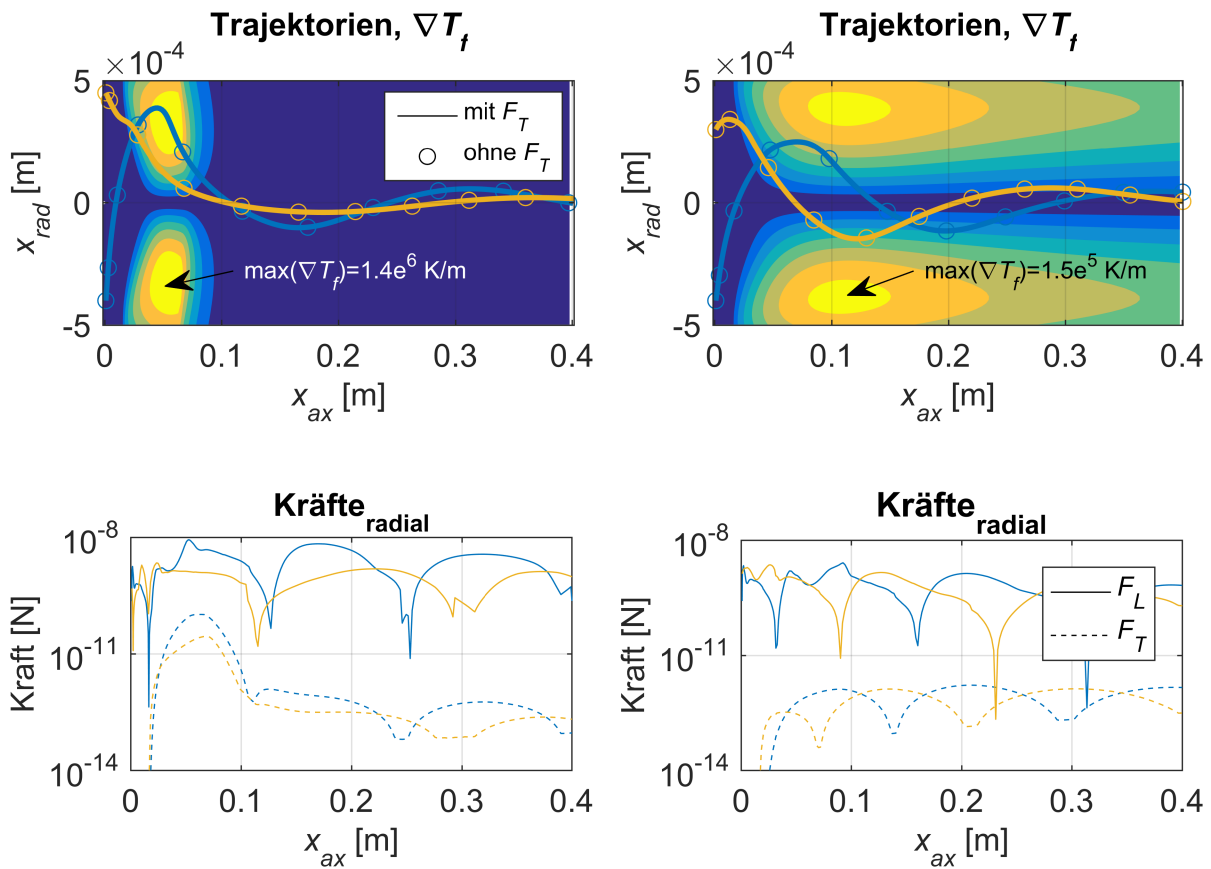 Trajektorien, ∇T_f
×10^-4
5
0
-5
x_rad [m]
mit F_T
ohne F_T
max(∇T_f)=1.4e^6 K/m
0 0.1 0.2 0.3 0.4
x_ax [m]
Trajektorien, ∇T_f
×10^-4
5
0
-5
x_rad [m]
max(∇T_f)=1.5e^5 K/m
0 0.1 0.2 0.3 0.4
x_ax [m]
Kräfte_radial
10^-8
10^-11
10^-14
Kraft [N]
0 0.1 0.2 0.3 0.4
x_ax [m]
Kräfte_radial
10^-8
10^-11
10^-14
Kraft [N]
F_L
F_T
0 0.1 0.2 0.3 0.4
x_ax [m]